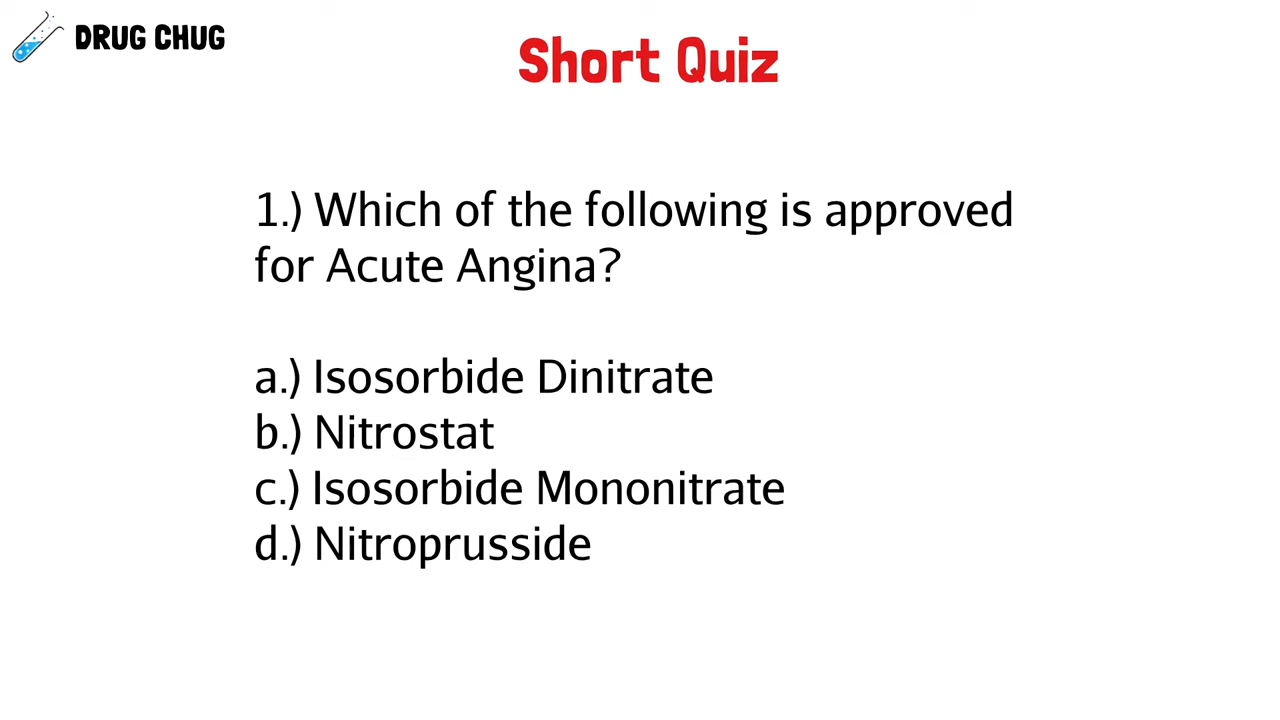 DRUG CHUG
Short Quiz
1.) Which of the following is approved
for Acute Angina?
a.) Isosorbide Dinitrate
b.) Nitrostat
c.) Isosorbide Mononitrate
d.) Nitroprusside